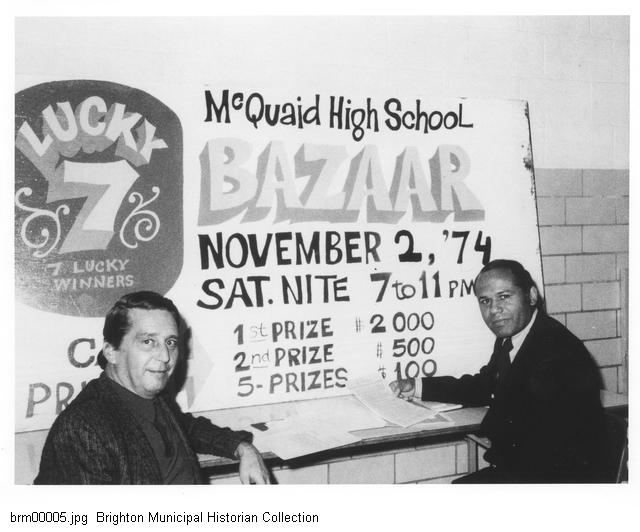 LUCKY
7
7 LUCKY
WINNERS
McQUAID HIGH SCHOOL
BAZAAR
NOVEMBER 2, '74
SAT. NITE 7 to 11 PM
1st PRIZE $2000
2nd PRIZE $500
5- PRIZES $100
brm00005.jpg Brighton Municipal Historian Collection